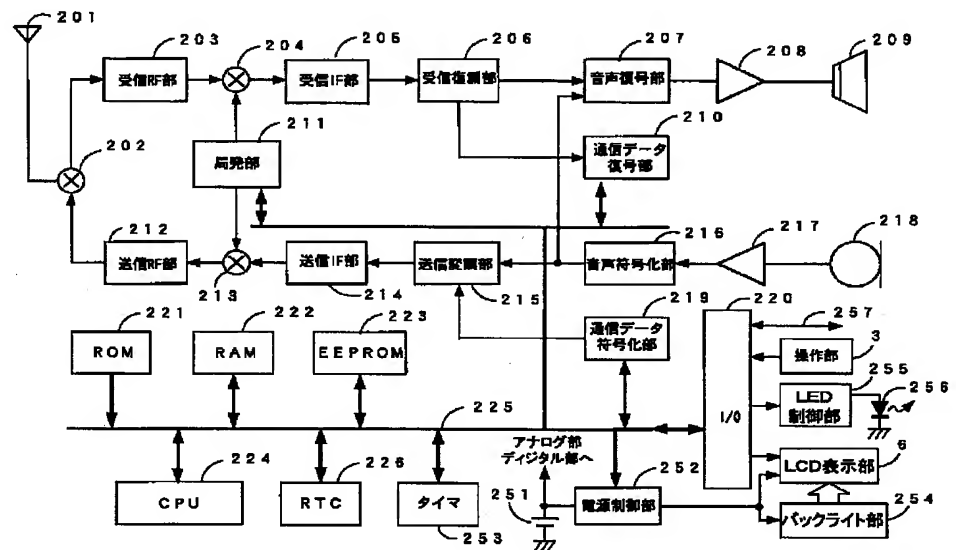 201
203
204
205
206
207
208
209
受信RF部
受信IF部
受信復調部
音声復号部
202
211
局発部
210
通信データ
復号部
212
送信RF部
213
送信IF部
214
送信変調部
215
216
音声符号化部
217
218
219
通信データ
符号化部
220
I/O
257
221
ROM
222
RAM
223
EEPROM
3
操作部
255
LED
制御部
256
225
224
CPU
226
RTC
タイマ
253
アナログ部
ディジタル部へ
251
252
電源制御部
6
LCD表示部
254
バックライト部